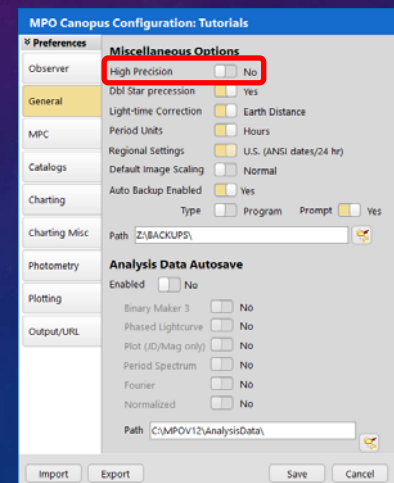 MPO Canopus Configuration: Tutorials
Preferences
Observer
General
MPC
Catalogs
Charting
Charting Misc
Photometry
Plotting
Output/URL
Miscellaneous Options
High Precision No
Dbl Star precession Yes
Light-time Correction Earth Distance
Period Units Hours
Regional Settings U.S. (ANSI dates/24 hr)
Default Image Scaling Normal
Auto Backup Enabled Yes
Type Program Prompt Yes
Path Z:\BACKUPS\
Analysis Data Autosave
Enabled No
Binary Maker 3 No
Phased Lightcurve No
Plot (JD/Mag only) No
Period Spectrum No
Fourier No
Normalized No
Path C:\MPOV12\AnalysisData\
Import Export Save Cancel